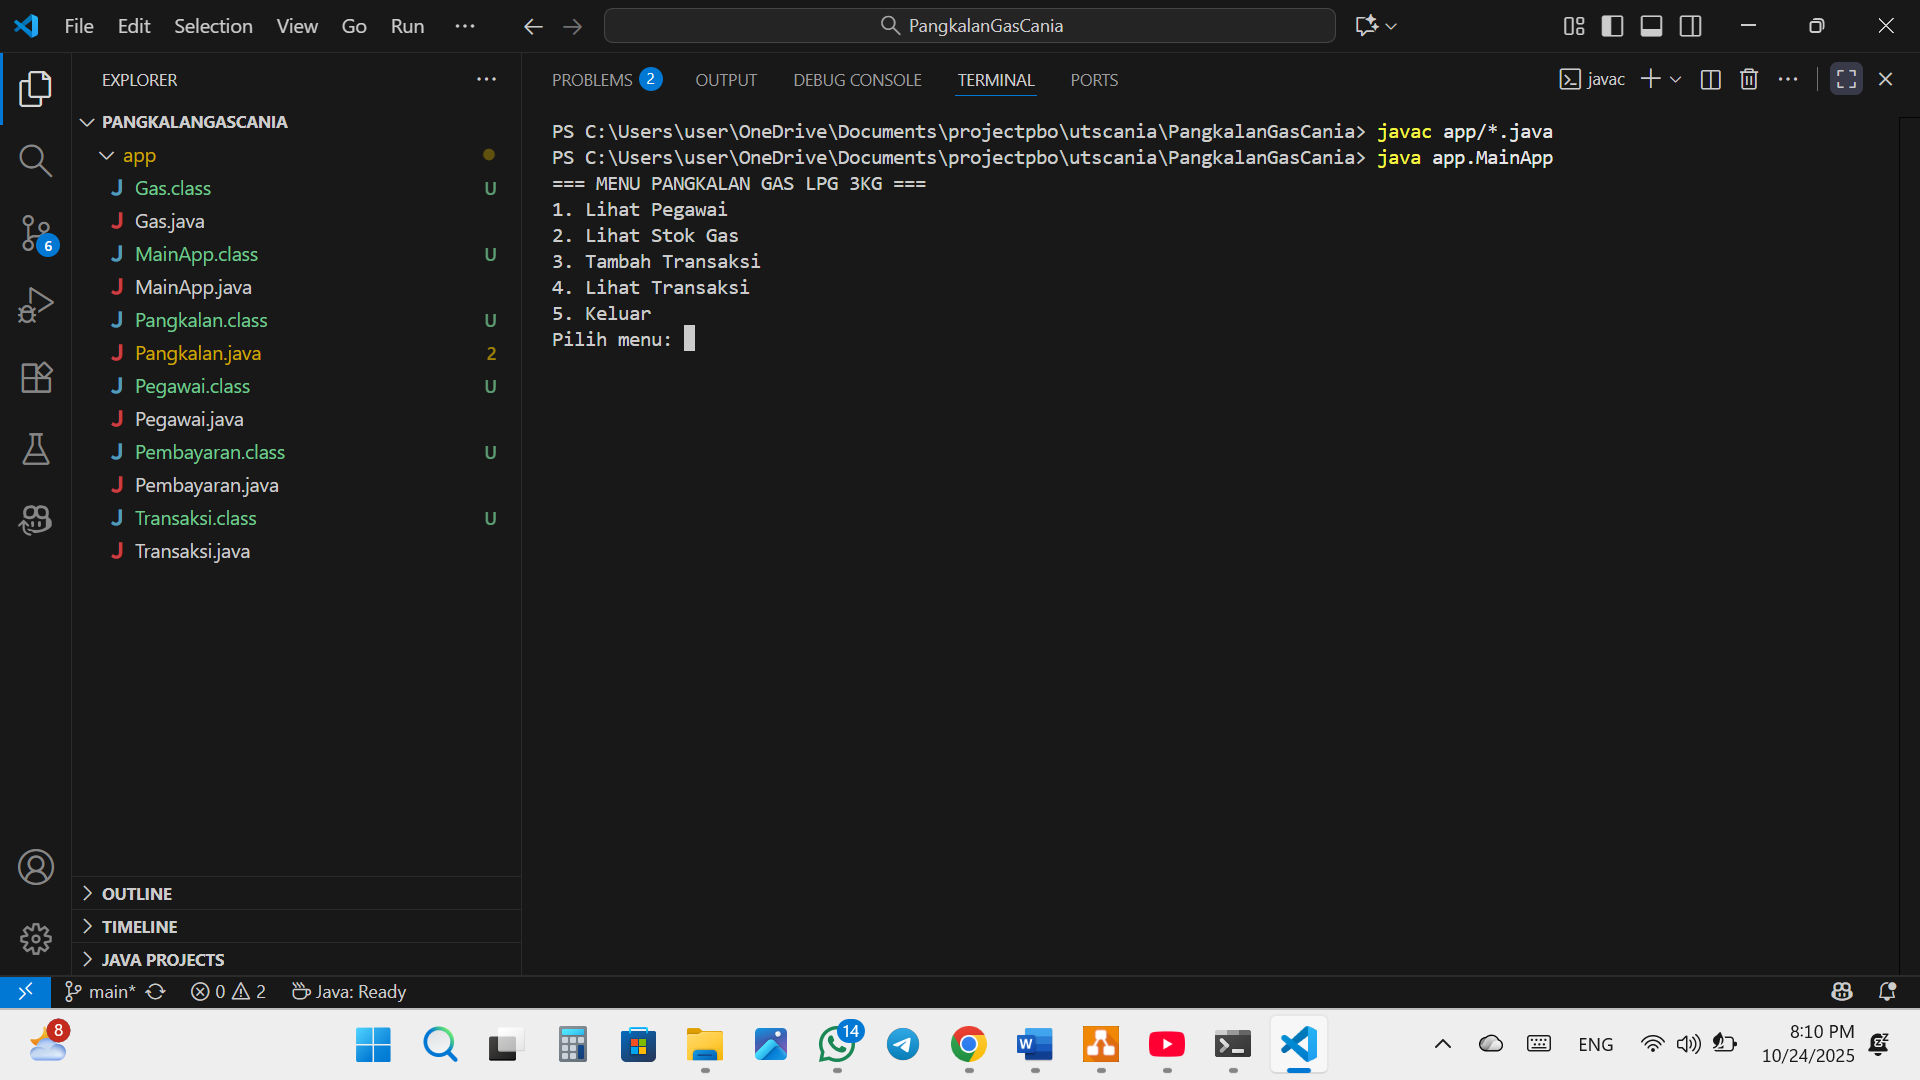 File Edit Selection View Go Run ···
PangkalanGasCania
EXPLORER
PANGKALANGASCANIA
app
Gas.class U
Gas.java
MainApp.class U
MainApp.java
Pangkalan.class U
Pangkalan.java 2
Pegawai.class U
Pegawai.java
Pembayaran.class U
Pembayaran.java
Transaksi.class U
Transaksi.java
6
OUTLINE
TIMELINE
JAVA PROJECTS
PROBLEMS 2 OUTPUT DEBUG CONSOLE TERMINAL PORTS
javac
PS C:\Users\user\OneDrive\Documents\projectpbo\utscania\PangkalanGasCania> javac app/*.java
PS C:\Users\user\OneDrive\Documents\projectpbo\utscania\PangkalanGasCania> java app.MainApp
=== MENU PANGKALAN GAS LPG 3KG ===
1. Lihat Pegawai
2. Lihat Stok Gas
3. Tambah Transaksi
4. Lihat Transaksi
5. Keluar
Pilih menu:
main* 0 2 Java: Ready
8
14
ENG
8:10 PM
10/24/2025